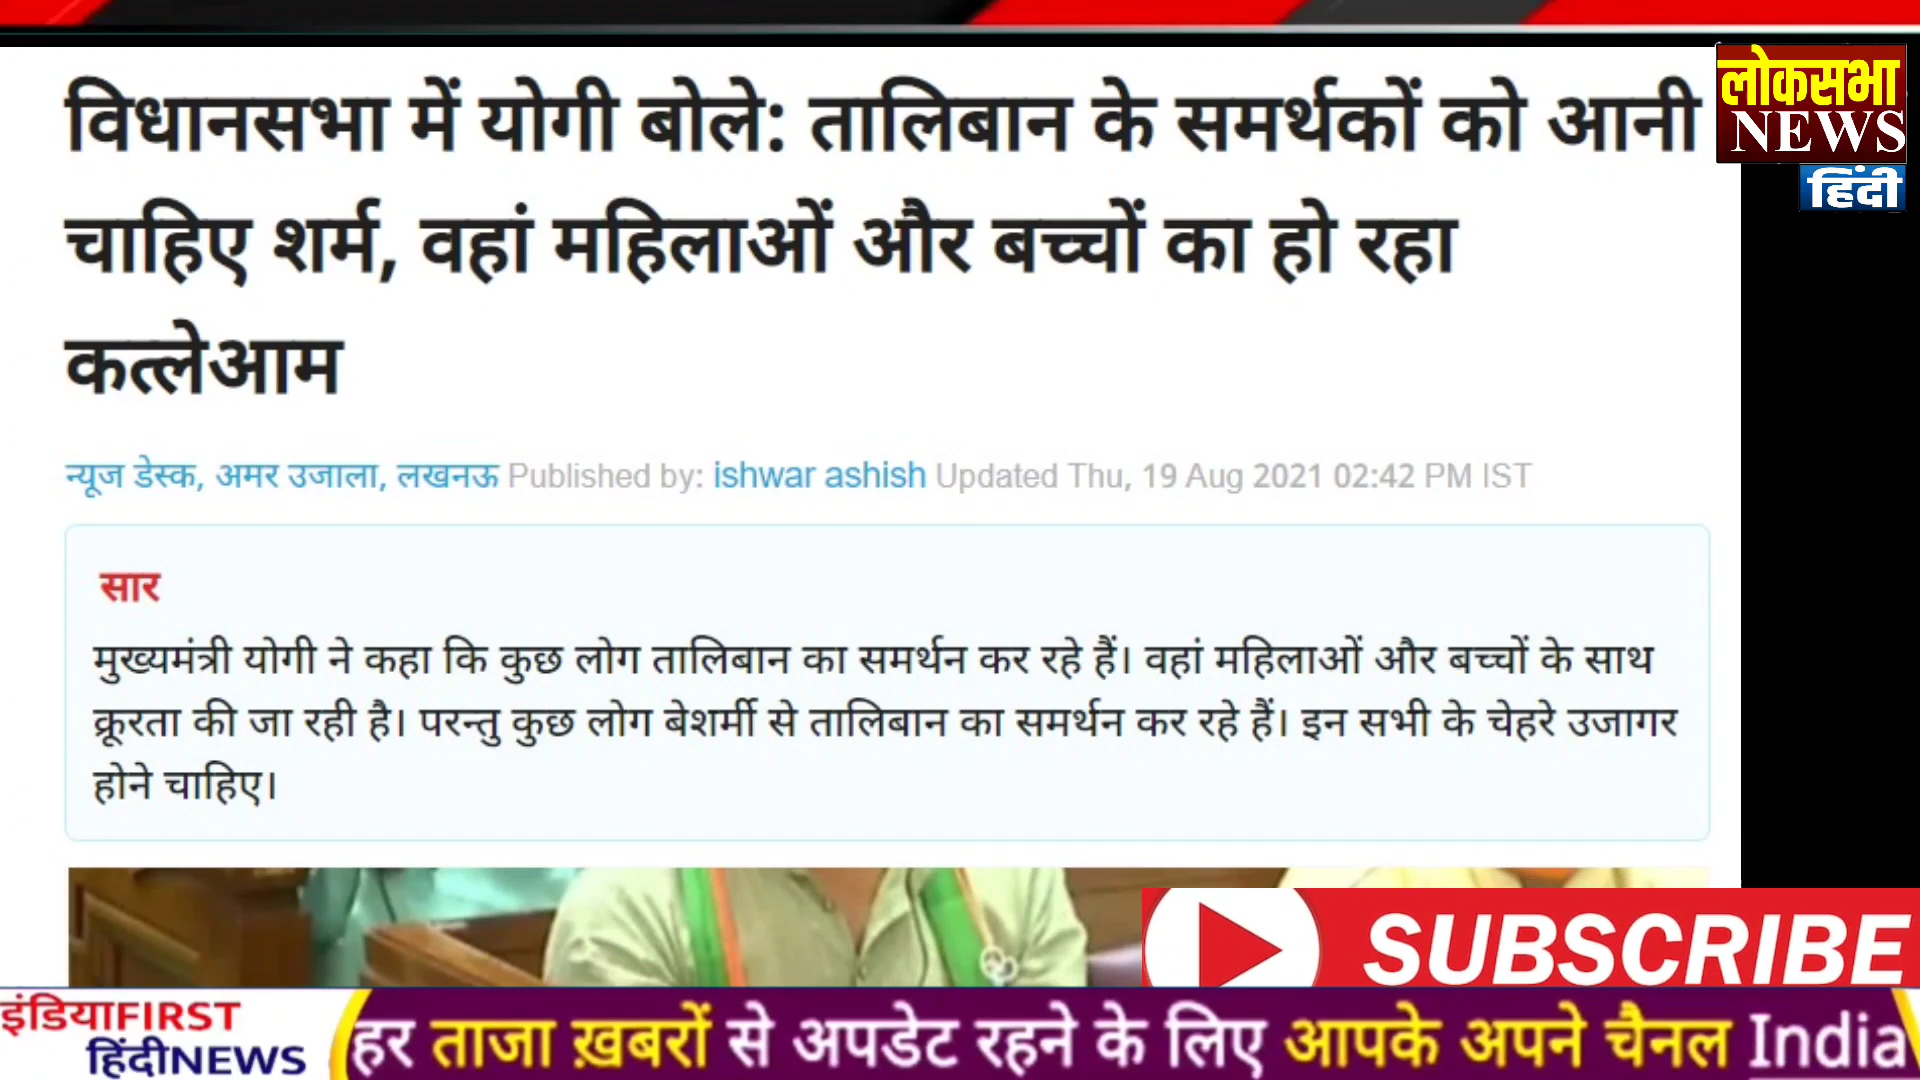 विधानसभा में योगी बोले: तालिबान के समर्थकों को आनी
चाहिए शर्म, वहां महिलाओं और बच्चों का हो रहा
कत्लेआम
लोकसभा
NEWS
हिंदी
न्यूज डेस्क, अमर उजाला, लखनऊ Published by: ishwar ashish Updated Thu, 19 Aug 2021 02:42 PM IST
सार
मुख्यमंत्री योगी ने कहा कि कुछ लोग तालिबान का समर्थन कर रहे हैं। वहां महिलाओं और बच्चों के साथ
क्रूरता की जा रही है। परन्तु कुछ लोग बेशर्मी से तालिबान का समर्थन कर रहे हैं। इन सभी के चेहरे उजागर
होने चाहिए।
SUBSCRIBE
इंडियाFIRST
हिंदीNEWS
हर ताजा ख़बरों से अपडेट रहने के लिए आपके अपने चैनल India